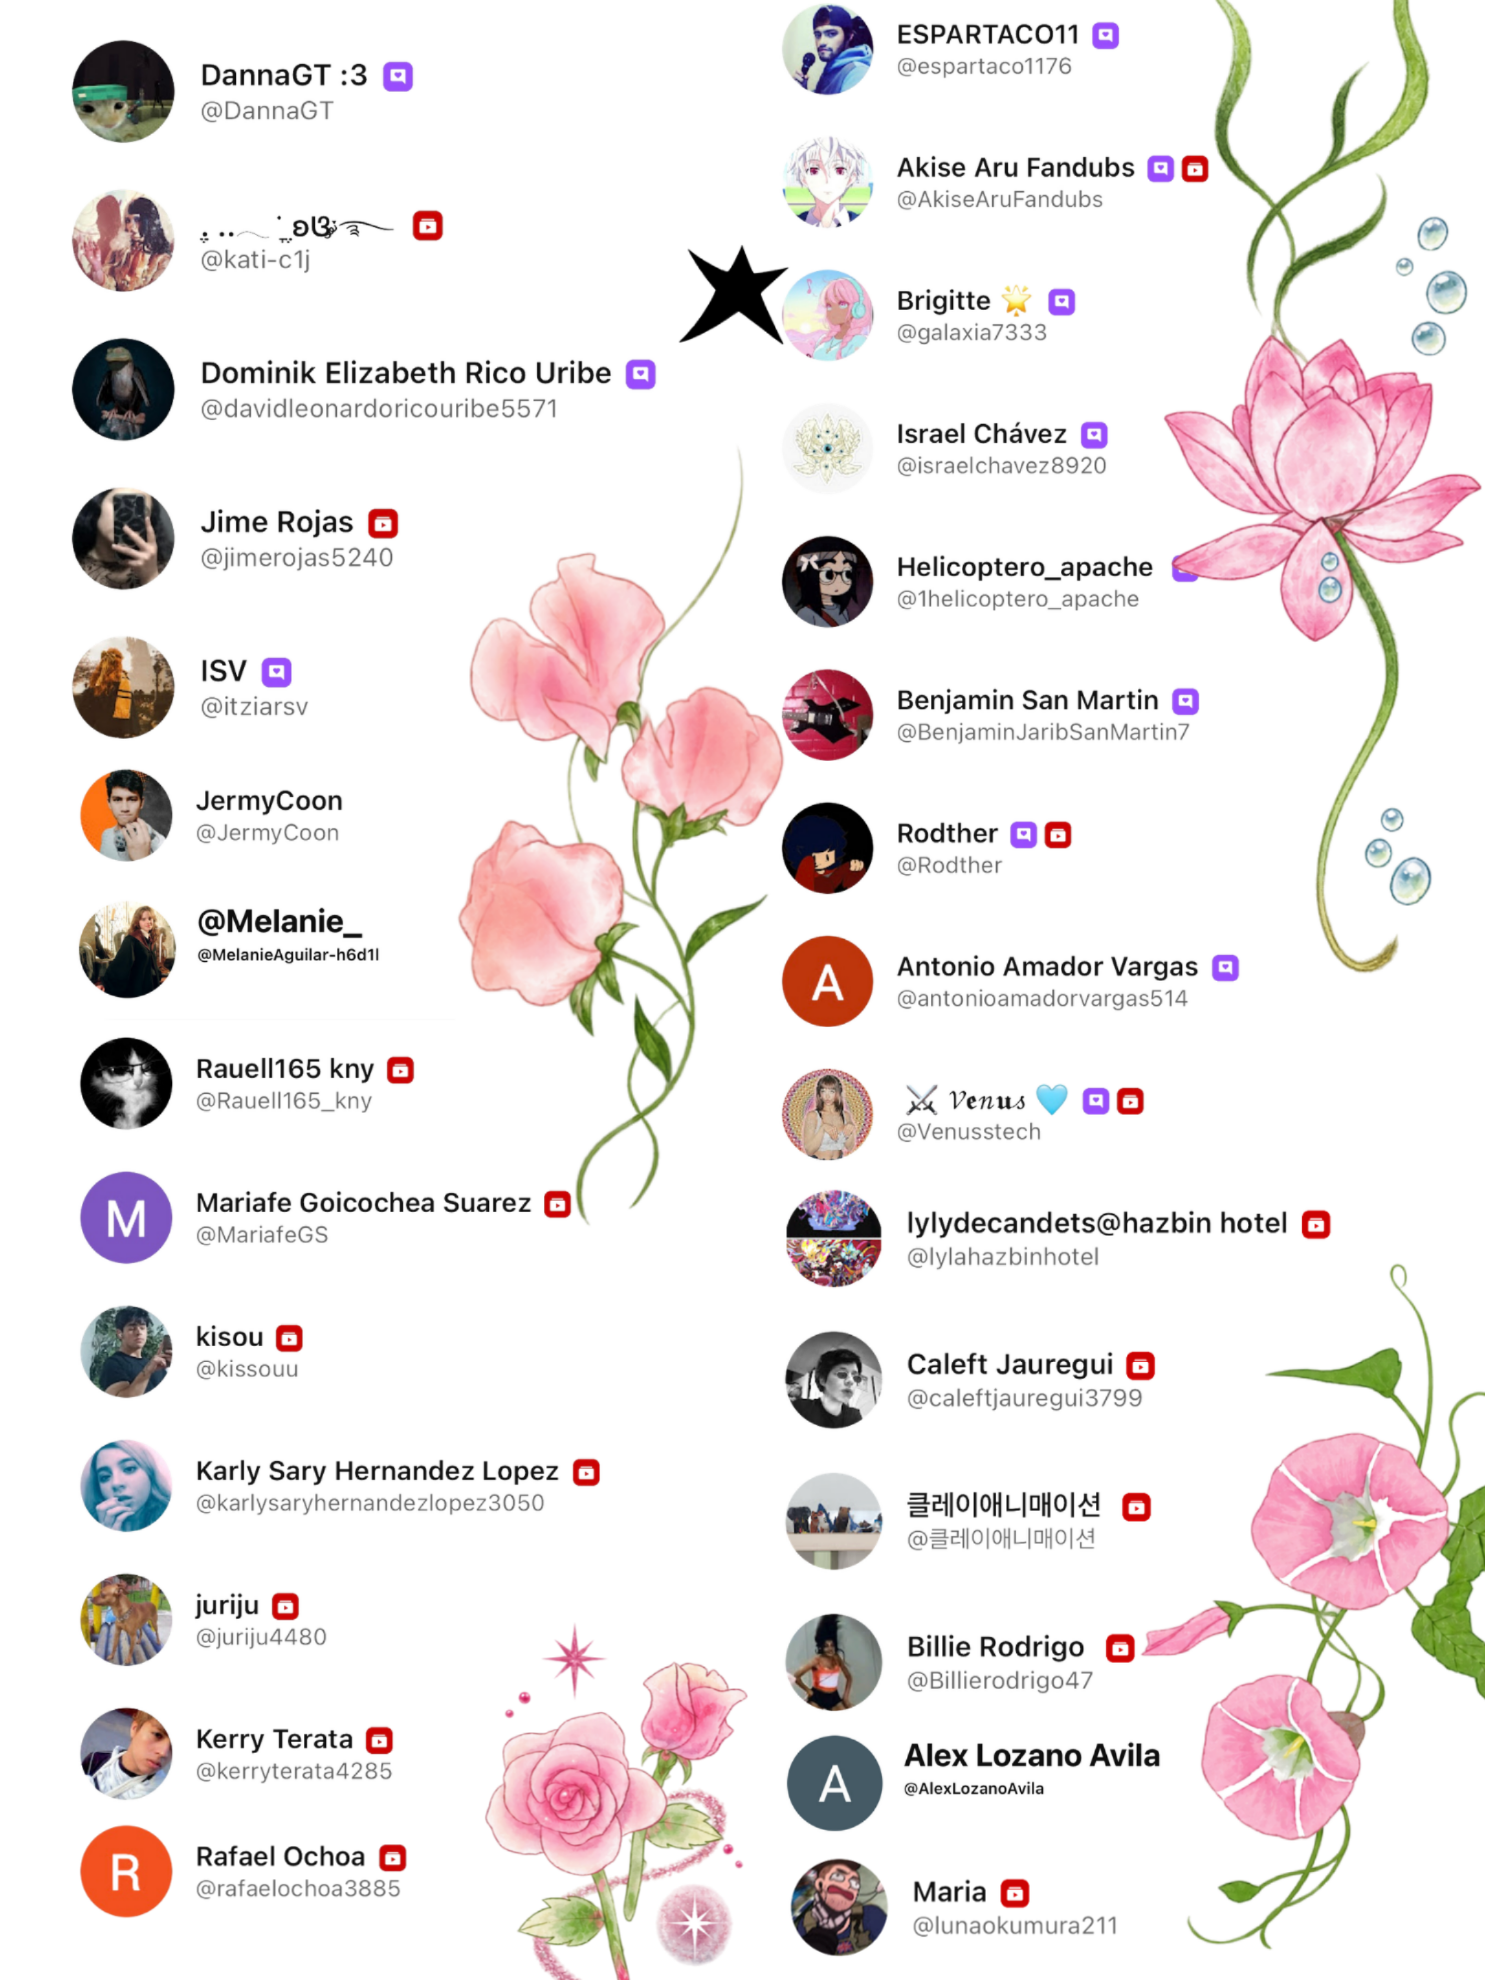 DannaGT :3
@DannaGT
@kati-c1j
Dominik Elizabeth Rico Uribe
@davidleonardoricouribe5571
Jime Rojas
@jimerojas5240
ISV
@itziarsv
JermyCoon
@JermyCoon
@Melanie_
@MelanieAguilar-h6d1l
Rauell165 kny
@Rauell165_kny
M
Mariafe Goicochea Suarez
@MariafeGS
kisou
@kissouu
Karly Sary Hernandez Lopez
@karlysaryhernandezlopez3050
juriju
@juriju4480
Kerry Terata
@kerryterata4285
R
Rafael Ochoa
@rafaelochoa3885
ESPARTACO11
@espartaco1176
Akise Aru Fandubs
@AkiseAruFandubs
Brigitte 🌟
@galaxia7333
Israel Chávez
@israelchavez8920
Helicoptero_apache
@1helicoptero_apache
Benjamin San Martin
@BenjaminJaribSanMartin7
Rodther
@Rodther
A
Antonio Amador Vargas
@antonioamadorvargas514
⚔️ 𝓥𝖊𝓷𝖚𝓼 🩵
@Venusstech
lylydecandets@hazbin hotel
@lylahazbinhotel
Caleft Jauregui
@caleftjauregui3799
클레이애니매이션
@클레이애니매이션
Billie Rodrigo
@Billierodrigo47
A
Alex Lozano Avila
@AlexLozanoAvila
Maria
@lunaokumura211